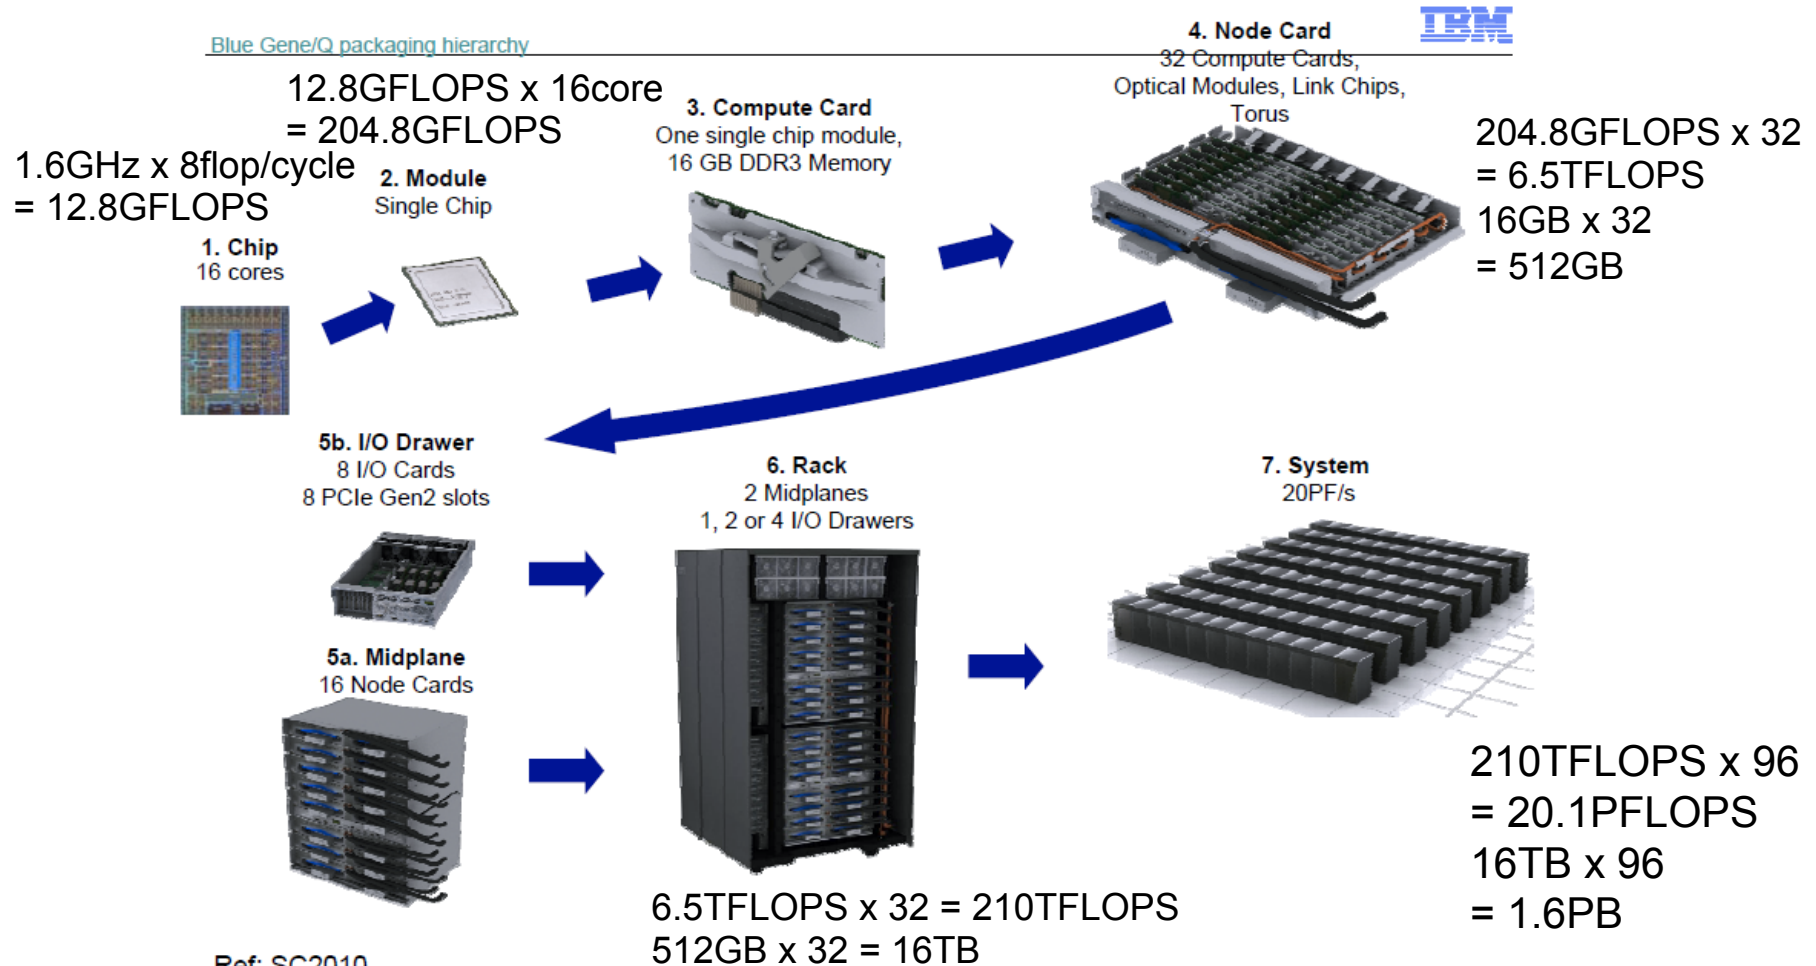 Blue Gene/Q packaging hierarchy
IBM
1.6GHz x 8flop/cycle
= 12.8GFLOPS
1. Chip
16 cores
12.8GFLOPS x 16core
= 204.8GFLOPS
2. Module
Single Chip
3. Compute Card
One single chip module,
16 GB DDR3 Memory
4. Node Card
32 Compute Cards,
Optical Modules, Link Chips,
Torus
204.8GFLOPS x 32
= 6.5TFLOPS
16GB x 32
= 512GB
5b. I/O Drawer
8 I/O Cards
8 PCIe Gen2 slots
5a. Midplane
16 Node Cards
6. Rack
2 Midplanes
1, 2 or 4 I/O Drawers
6.5TFLOPS x 32 = 210TFLOPS
512GB x 32 = 16TB
7. System
20PF/s
210TFLOPS x 96
= 20.1PFLOPS
16TB x 96
= 1.6PB
Ref: SC2010